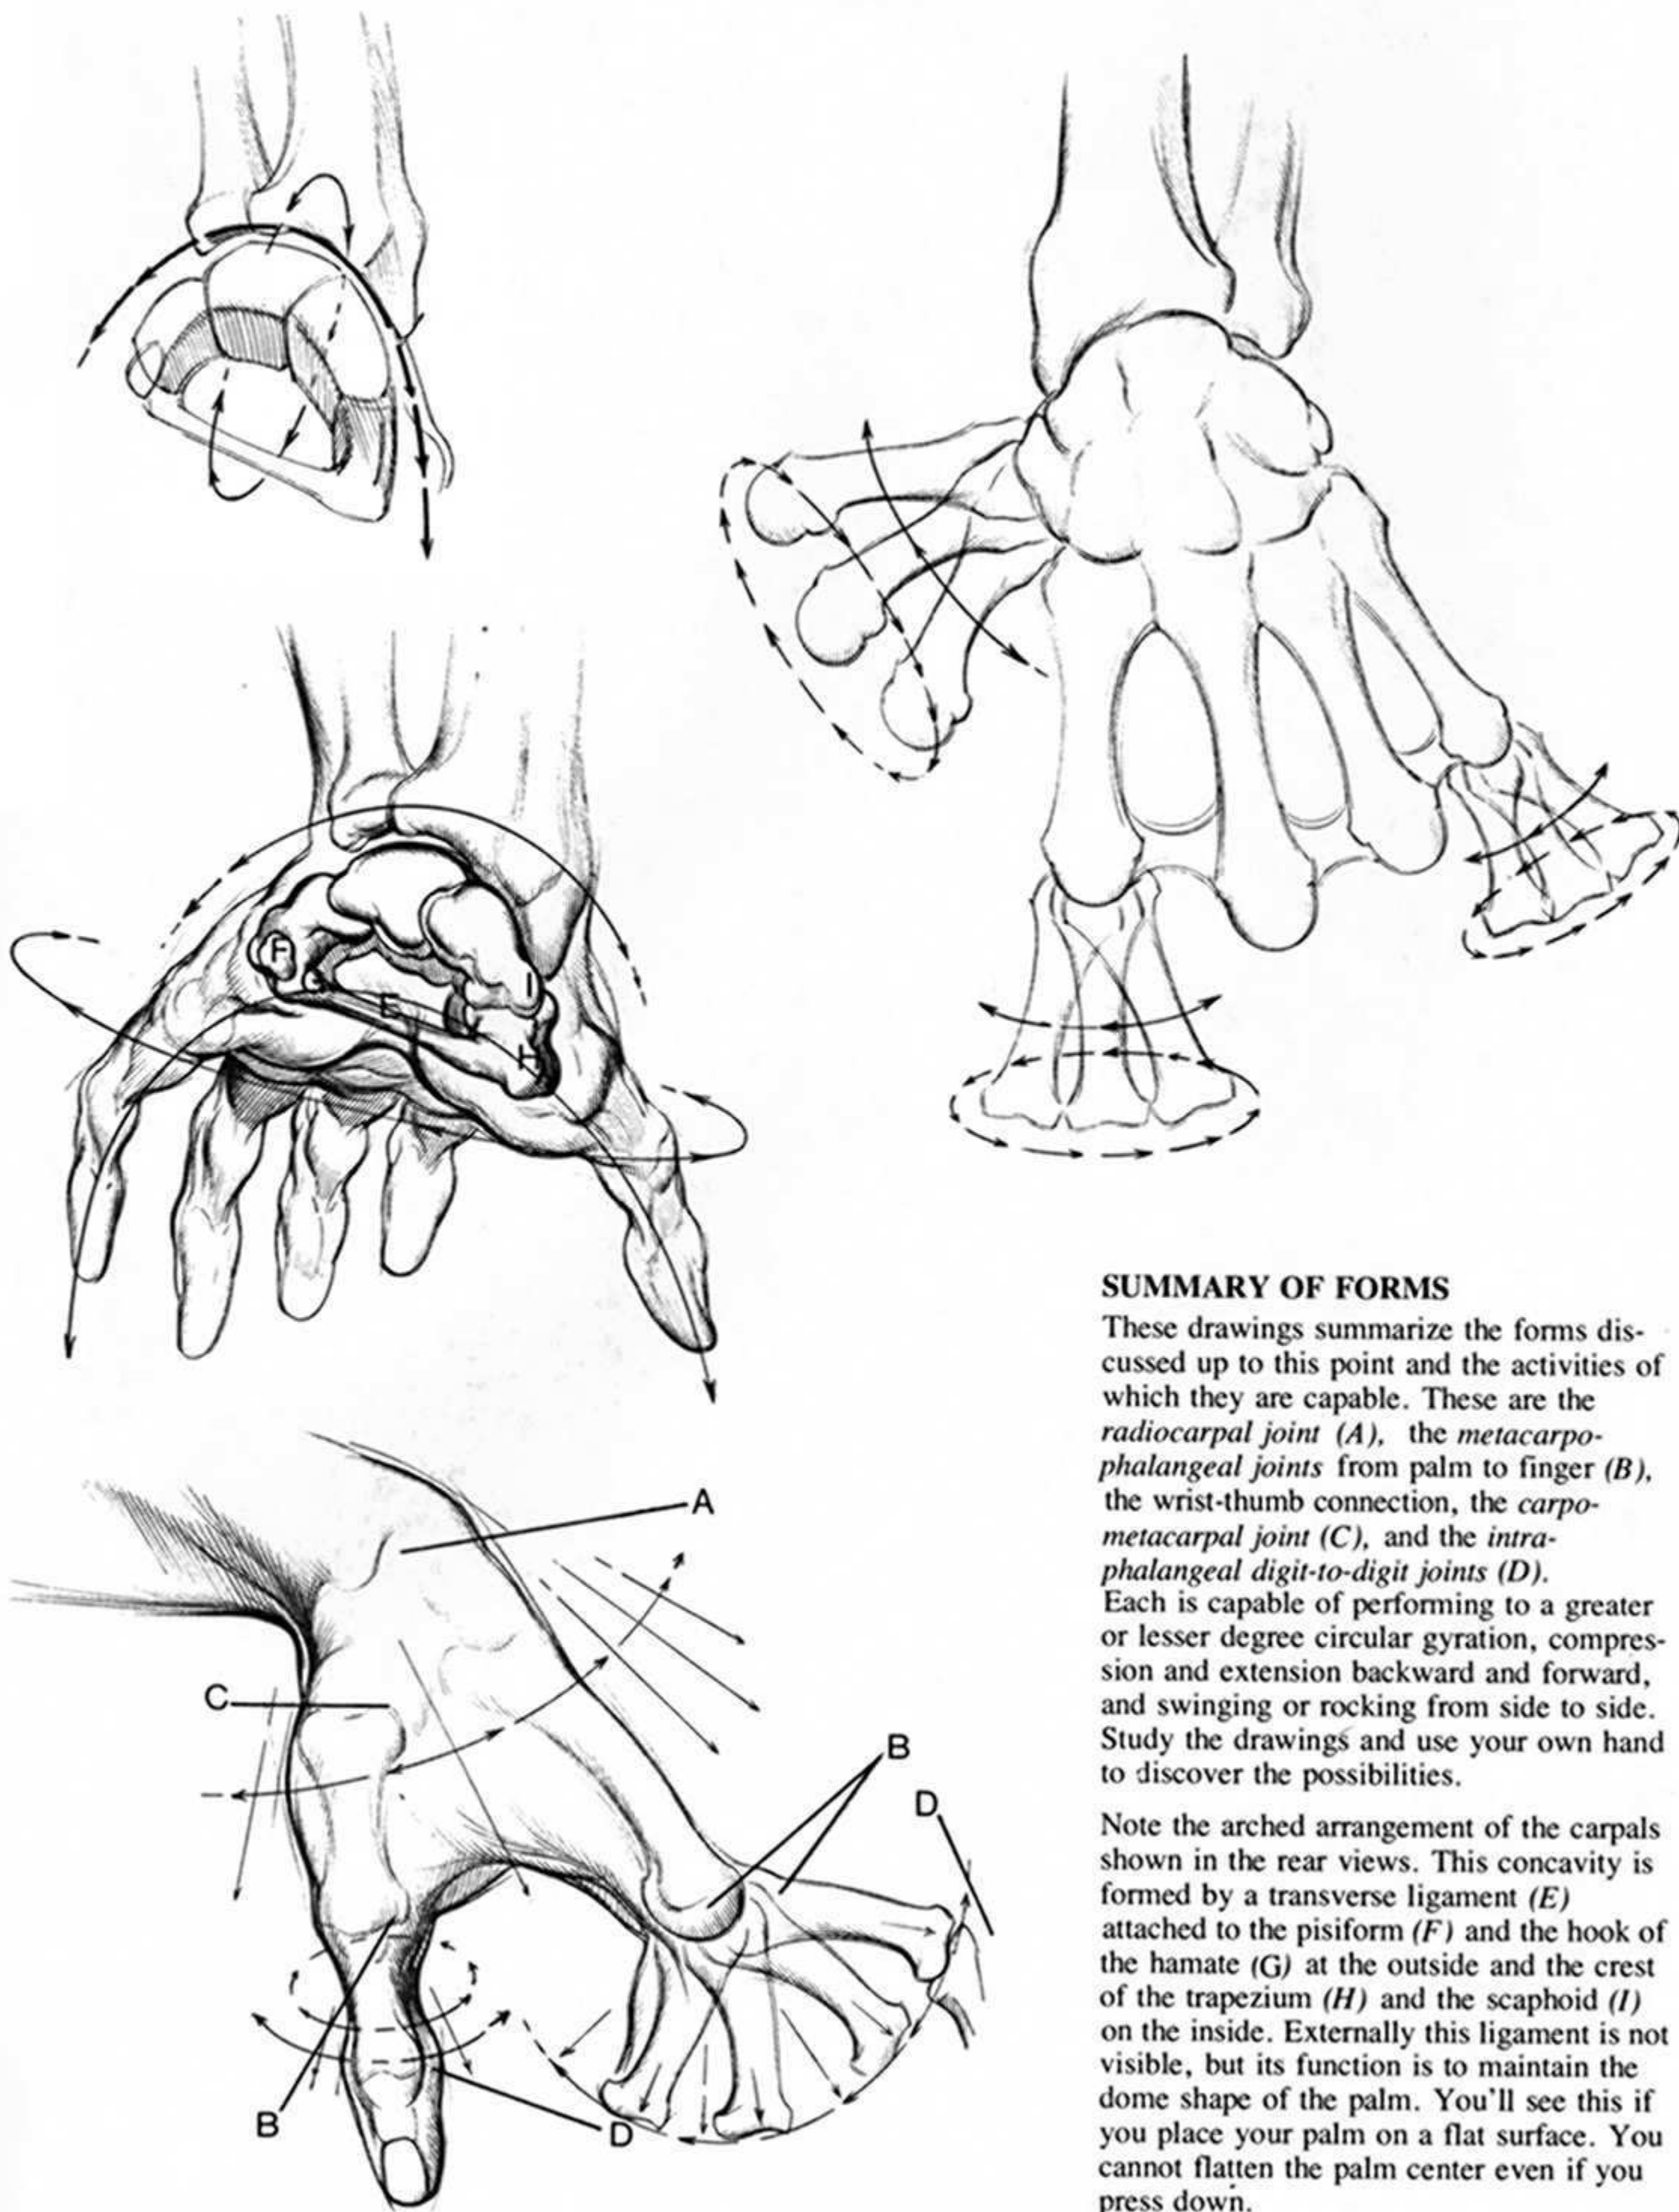 F
G
E
I
H
A
C
B
D
B
D
SUMMARY OF FORMS
These drawings summarize the forms dis-
cussed up to this point and the activities of
which they are capable. These are the
radiocarpal joint (A), the metacarpo-
phalangeal joints from palm to finger (B),
the wrist-thumb connection, the carpo-
metacarpal joint (C), and the intra-
phalangeal digit-to-digit joints (D).
Each is capable of performing to a greater
or lesser degree circular gyration, compres-
sion and extension backward and forward,
and swinging or rocking from side to side.
Study the drawings and use your own hand
to discover the possibilities.
Note the arched arrangement of the carpals
shown in the rear views. This concavity is
formed by a transverse ligament (E)
attached to the pisiform (F) and the hook of
the hamate (G) at the outside and the crest
of the trapezium (H) and the scaphoid (I)
on the inside. Externally this ligament is not
visible, but its function is to maintain the
dome shape of the palm. You'll see this if
you place your palm on a flat surface. You
cannot flatten the palm center even if you
press down.